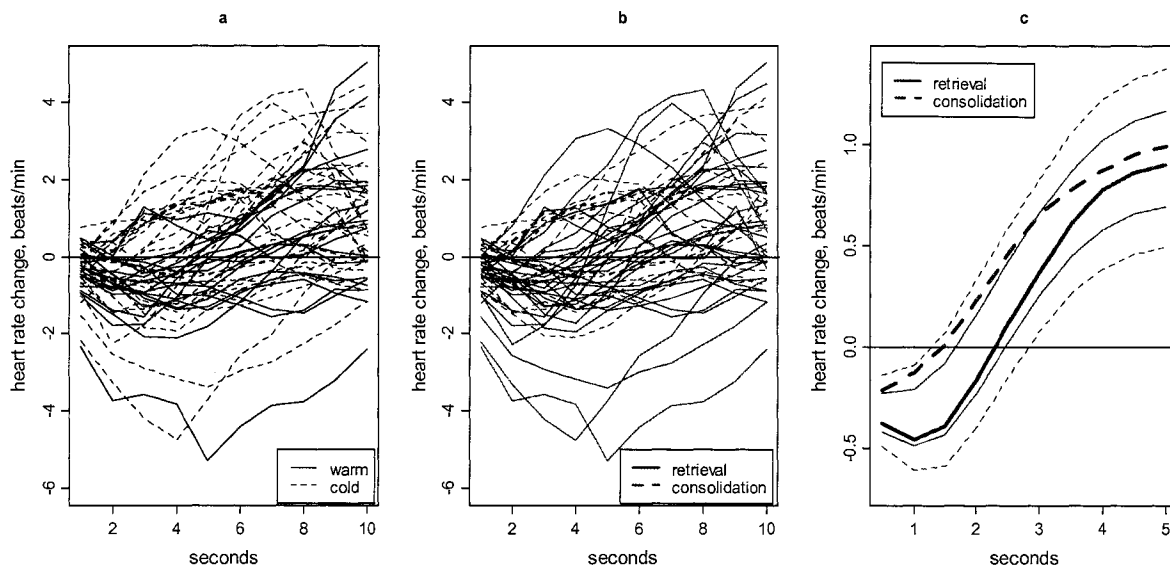 a
heart rate change, beats/min
4
2
0
-2
-4
-6
warm
cold
2 4 6 8 10
seconds
b
heart rate change, beats/min
4
2
0
-2
-4
-6
retrieval
consolidation
2 4 6 8 10
seconds
c
heart rate change, beats/min
1.0
0.5
0.0
-0.5
retrieval
consolidation
1 2 3 4 5
seconds